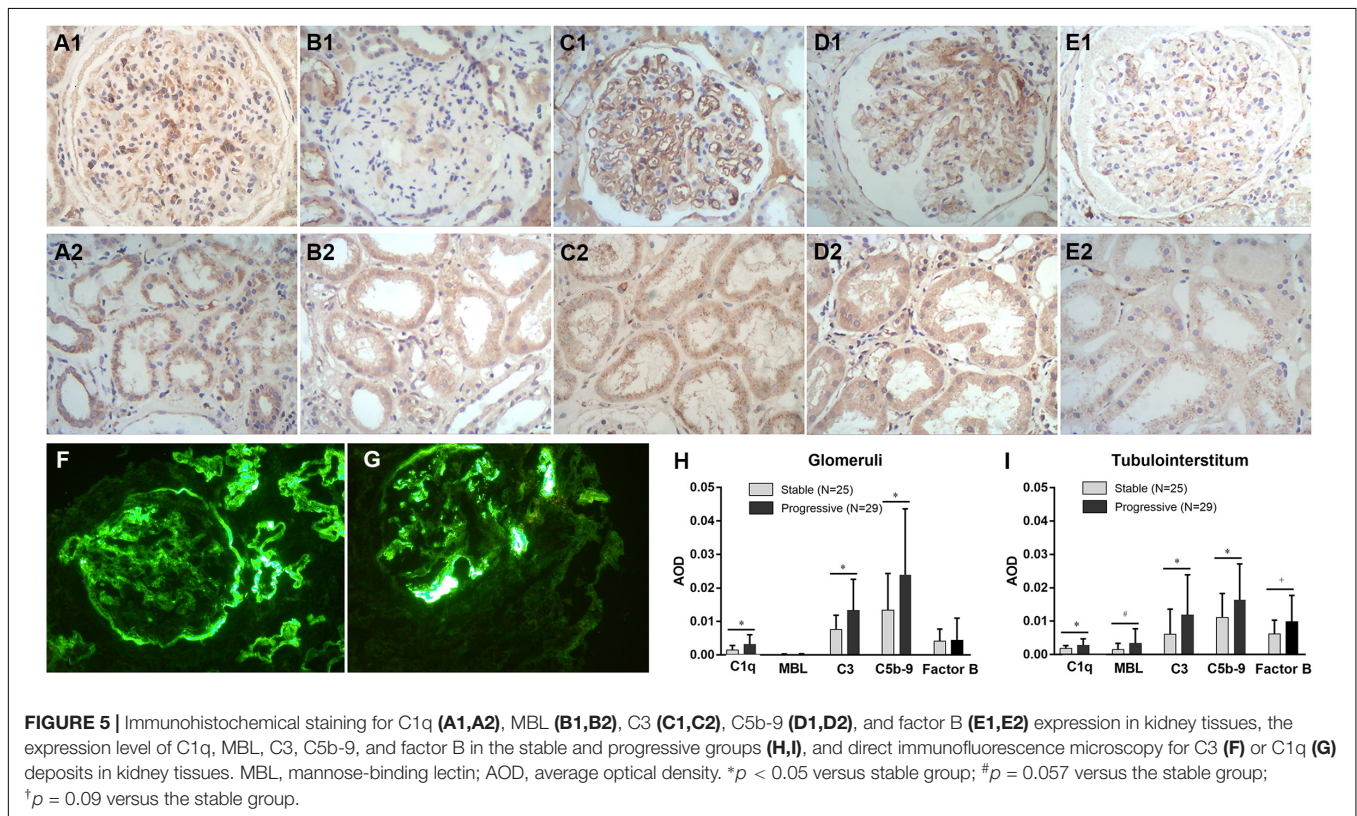 A1 B1 C1 D1 E1
A2 B2 C2 D2 E2
F G
H Glomeruli
0.05
0.04
0.03
0.02
0.01
0.00
AOD
Stable (N=25)
Progressive (N=29)
* * *
C1q MBL C3 C5b-9 Factor B
I Tubulointerstitum
0.05
0.04
0.03
0.02
0.01
0.00
AOD
Stable (N=25)
Progressive (N=29)
* # * * +
C1q MBL C3 C5b-9 Factor B
FIGURE 5 | Immunohistochemical staining for C1q (A1,A2), MBL (B1,B2), C3 (C1,C2), C5b-9 (D1,D2), and factor B (E1,E2) expression in kidney tissues, the
expression level of C1q, MBL, C3, C5b-9, and factor B in the stable and progressive groups (H,I), and direct immunofluorescence microscopy for C3 (F) or C1q (G)
deposits in kidney tissues. MBL, mannose-binding lectin; AOD, average optical density. *p < 0.05 versus stable group; #p = 0.057 versus the stable group;
†p = 0.09 versus the stable group.